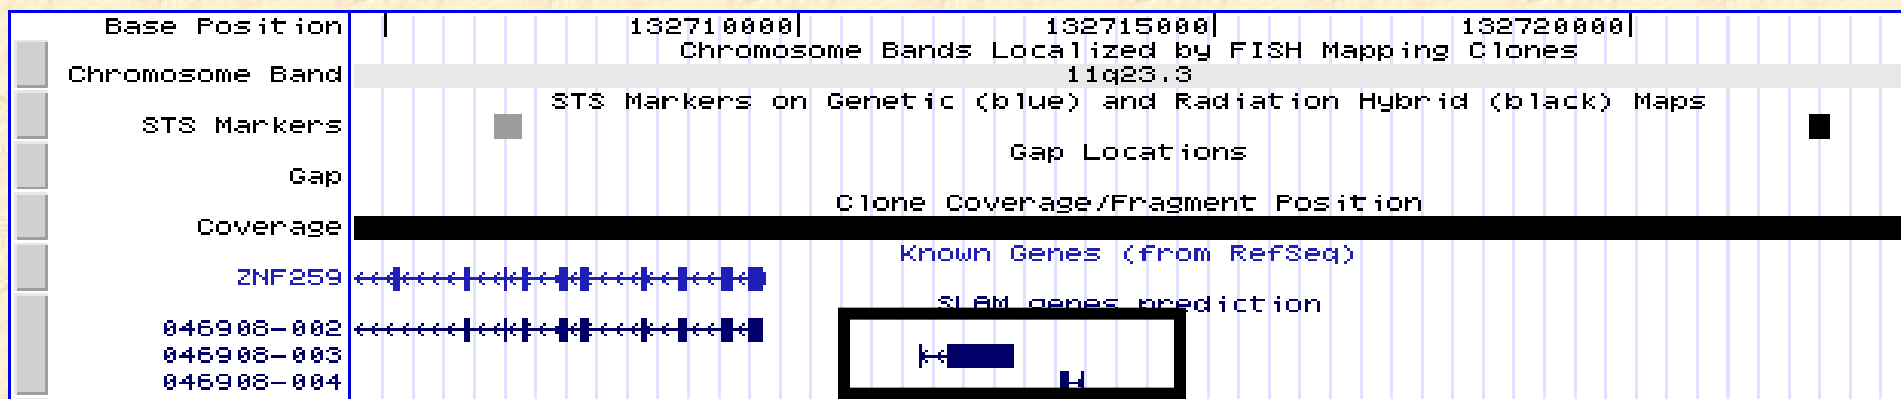 Base Position 132710000 132715000 132720000
Chromosome Bands Localized by FISH Mapping Clones
Chromosome Band 11q23.3
STS Markers on Genetic (blue) and Radiation Hybrid (black) Maps
STS Markers
Gap Locations
Gap
Clone Coverage/Fragment Position
Coverage
Known Genes (from RefSeq)
ZNF259
SLAM genes prediction
046908-002
046908-003
046908-004